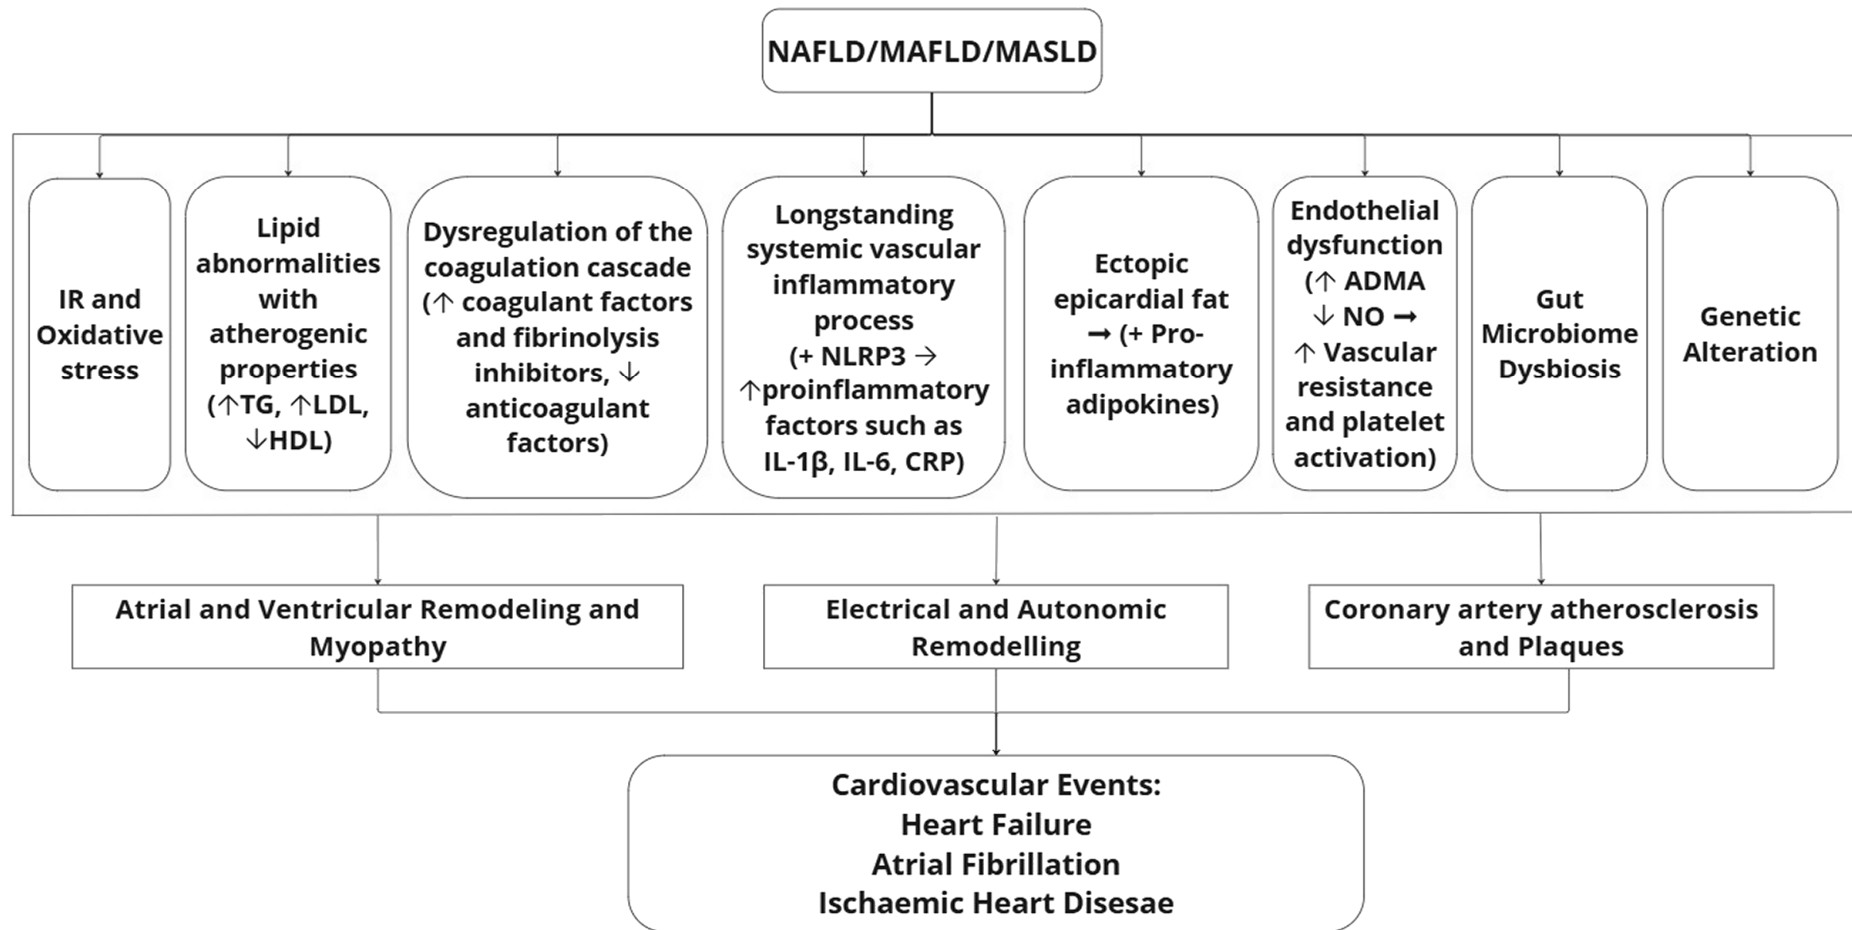 NAFLD/MAFLD/MASLD
IR and
Oxidative
stress
Lipid
abnormalities
with
atherogenic
properties
(↑TG, ↑LDL,
↓HDL)
Dysregulation of the
coagulation cascade
(↑ coagulant factors
and fibrinolysis
inhibitors, ↓
anticoagulant
factors)
Longstanding
systemic vascular
inflammatory
process
(+ NLRP3 →
↑proinflammatory
factors such as
IL-1β, IL-6, CRP)
Ectopic
epicardial fat
→ (+ Pro-
inflammatory
adipokines)
Endothelial
dysfunction
(↑ ADMA
↓ NO →
↑ Vascular
resistance
and platelet
activation)
Gut
Microbiome
Dysbiosis
Genetic
Alteration
Atrial and Ventricular Remodeling and
Myopathy
Electrical and Autonomic
Remodelling
Coronary artery atherosclerosis
and Plaques
Cardiovascular Events:
Heart Failure
Atrial Fibrillation
Ischaemic Heart Disesae